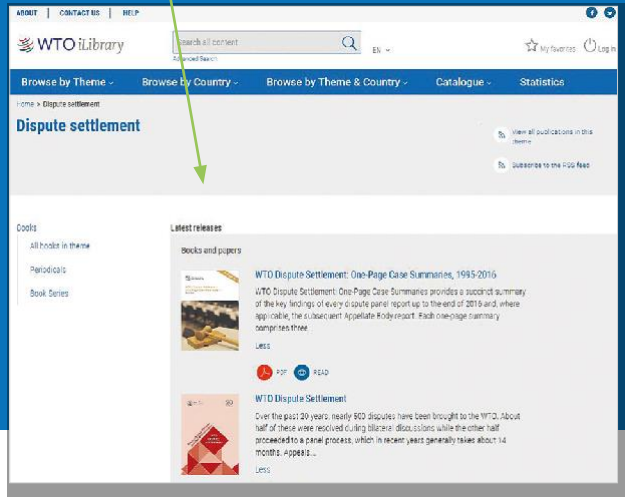 ABOUT | CONTACT US | HELP
WTO iLibrary
Search all content
EN
Advanced Search
My favorites
Log in
Browse by Theme
Browse by Country
Browse by Theme & Country
Catalogue
Statistics
Home > Dispute settlement
Dispute settlement
View all publications in this
theme
Subscribe to the RSS feed
Books
All books in theme
Periodicals
Book Series
Latest releases
Books and papers
WTO Dispute Settlement: One-Page Case Summaries, 1995-2016
WTO Dispute Settlement: One-Page Case Summaries provides a succinct summary
of the key findings of every dispute panel report up to the end of 2016 and, where
applicable, the subsequent Appellate Body report. Each one-page summary
comprises three
Less
PDF
READ
WTO Dispute Settlement
Over the past 20 years, nearly 500 disputes have been brought to the WTO. About
half of these were resolved during bilateral discussions while the other half
proceeded to a panel process, which in recent years generally takes about 14
months. Appeals...
Less